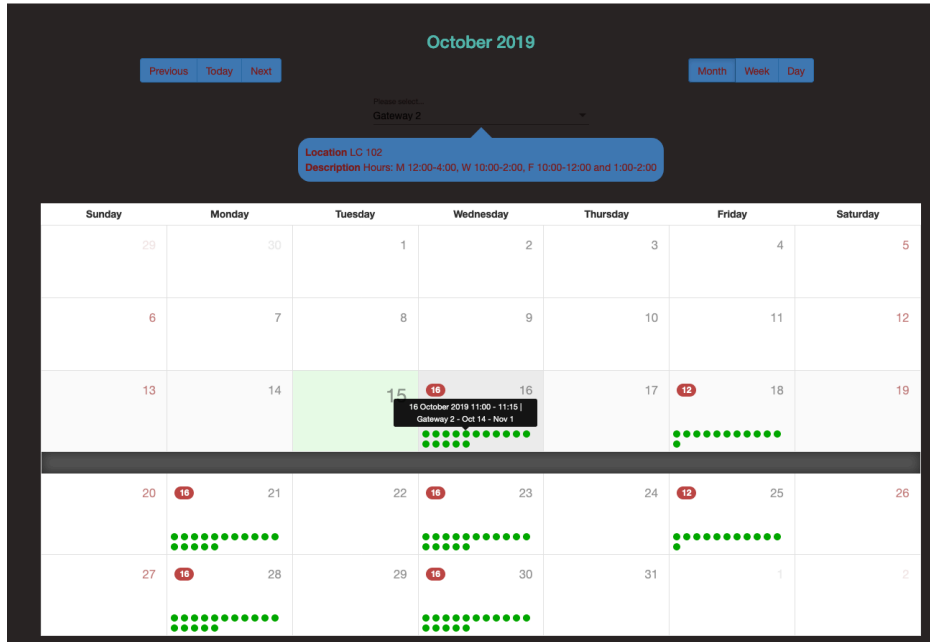 October 2019
Previous Today Next
Month Week Day
Please select...
Gateway 2
Location LC 102
Description Hours: M 12:00-4:00, W 10:00-2:00, F 10:00-12:00 and 1:00-2:00
Sunday Monday Tuesday Wednesday Thursday Friday Saturday
29 30 1 2 3 4 5
6 7 8 9 10 11 12
13 14 15 16 16 17 12 18 19
16 October 2019 11:00 - 11:15 |
Gateway 2 - Oct 14 - Nov 1
20 16 21 22 16 23 24 12 25 26
27 16 28 29 16 30 31 1 2